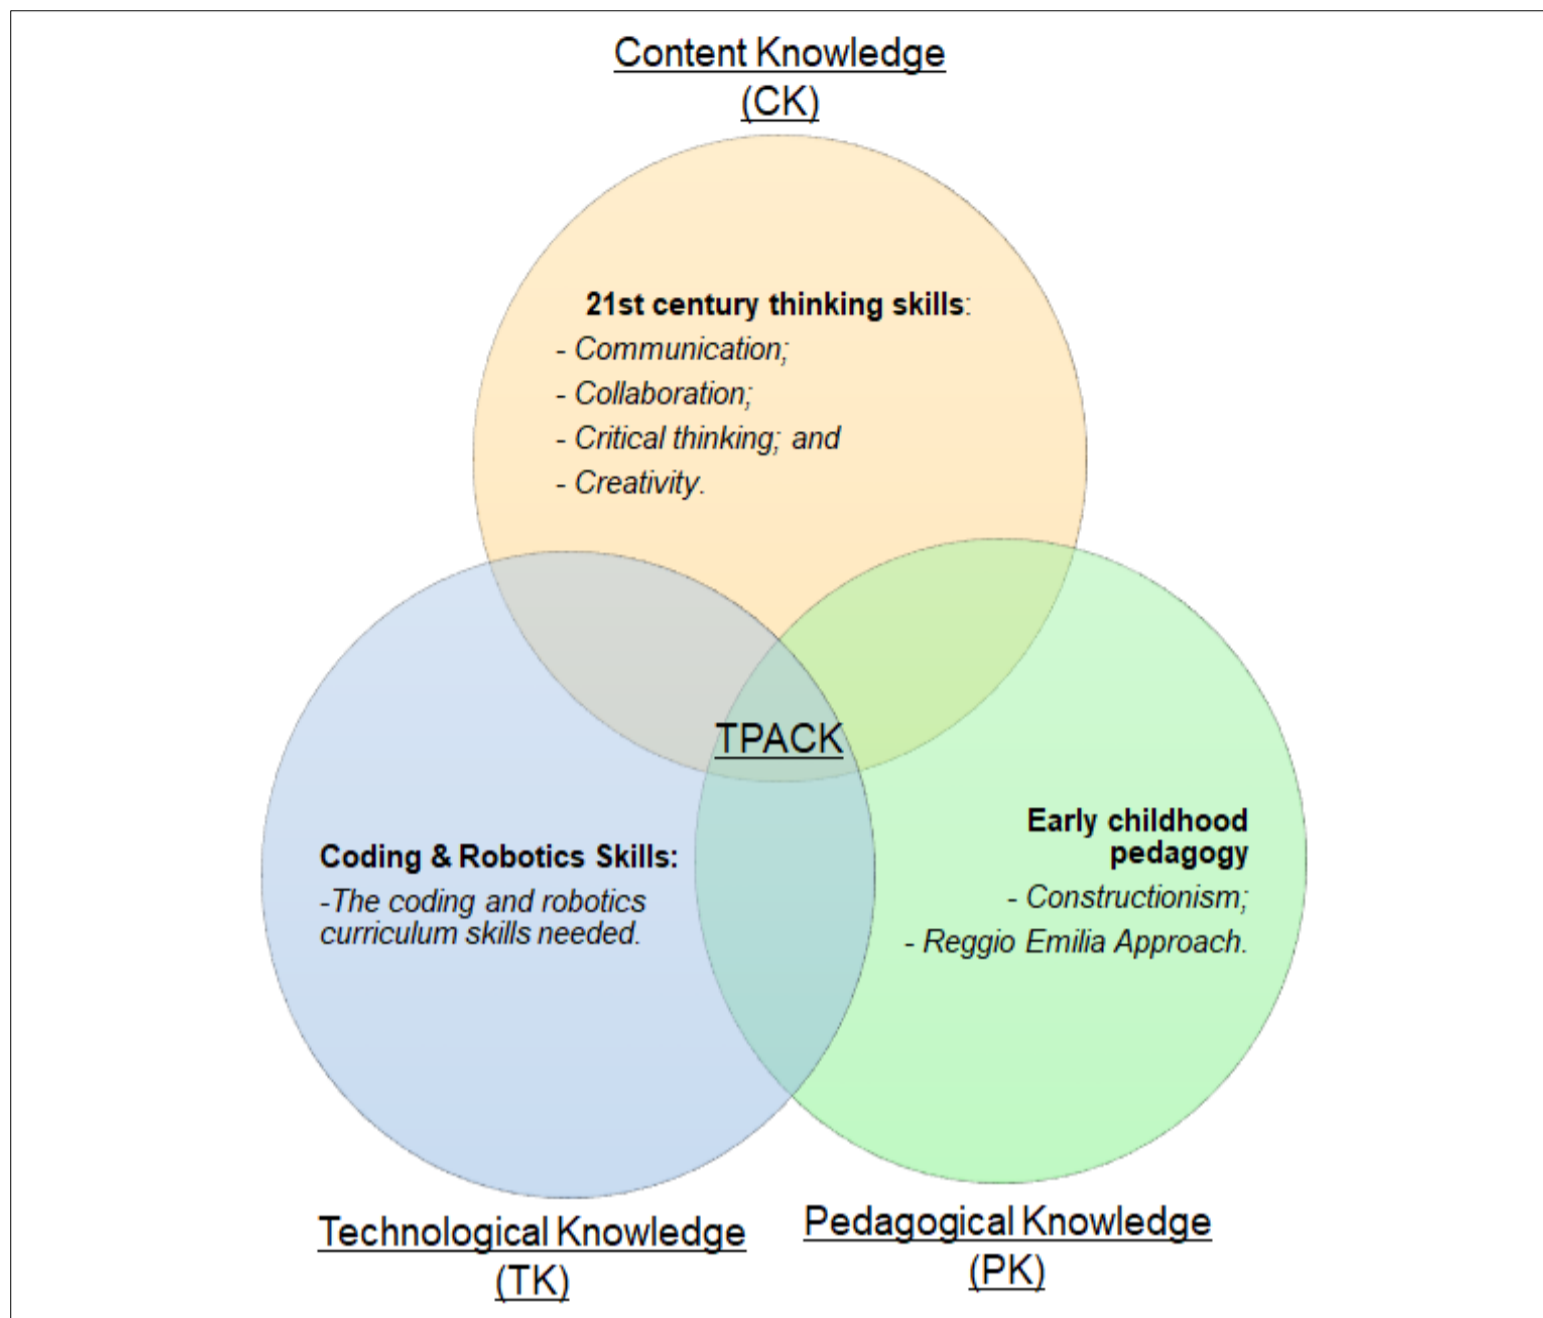 Content Knowledge
(CK)
21st century thinking skills:
- Communication;
- Collaboration;
- Critical thinking; and
- Creativity.
TPACK
Coding & Robotics Skills:
-The coding and robotics
curriculum skills needed.
Early childhood
pedagogy
- Constructionism;
- Reggio Emilia Approach.
Technological Knowledge
(TK)
Pedagogical Knowledge
(PK)